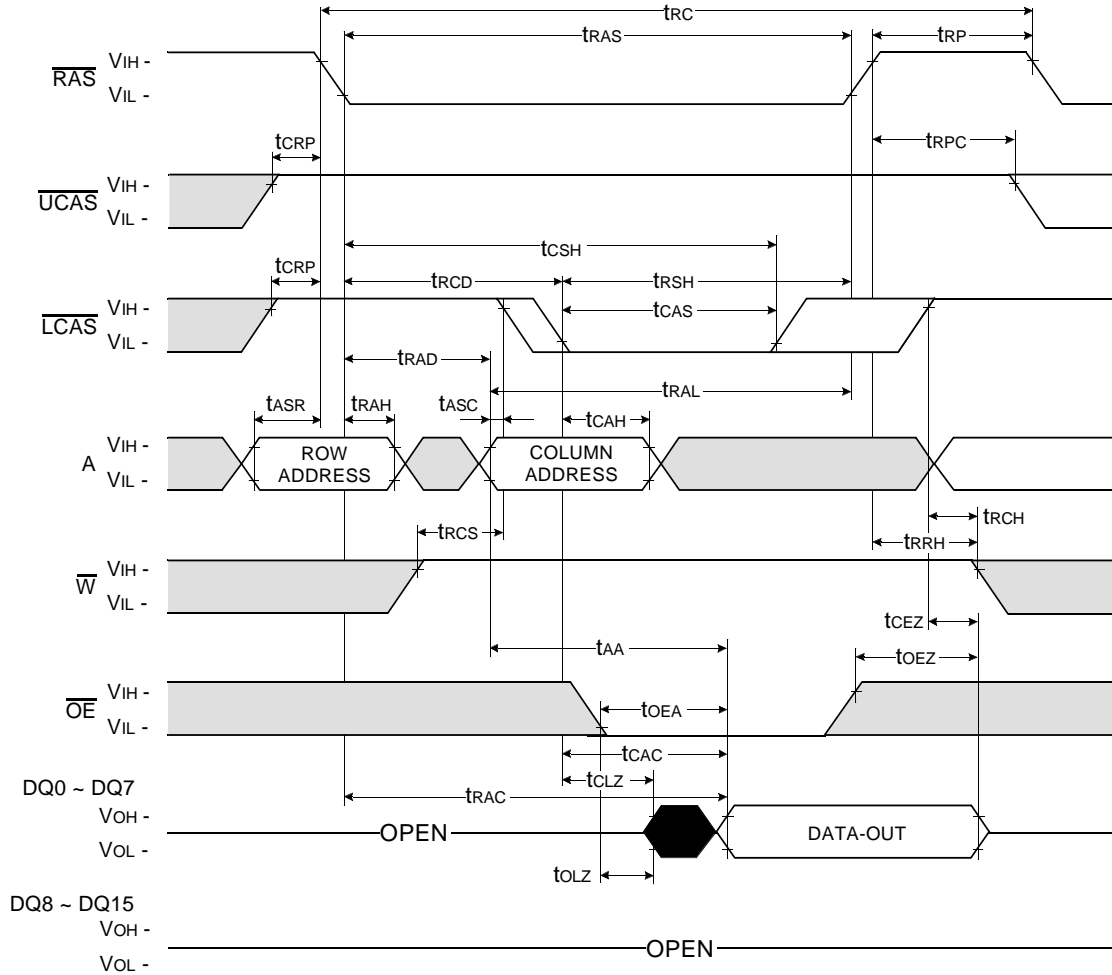 tRC
tRAS
tRP
RAS
VIH -
VIL -
tCRP
tRPC
UCAS
VIH -
VIL -
tCSH
tCRP
tRCD
tRSH
LCAS
VIH -
VIL -
tCAS
tRAD
tRAL
tASR
tRAH
tASC
tCAH
A
VIH -
VIL -
ROW
ADDRESS
COLUMN
ADDRESS
tRCS
tRCH
tRRH
W
VIH -
VIL -
tCEZ
tAA
tOEZ
OE
VIH -
VIL -
tOEA
tCAC
tCLZ
DQ0 ~ DQ7
tRAC
VOH -
VOL -
OPEN
DATA-OUT
tOLZ
DQ8 ~ DQ15
VOH -
VOL -
OPEN